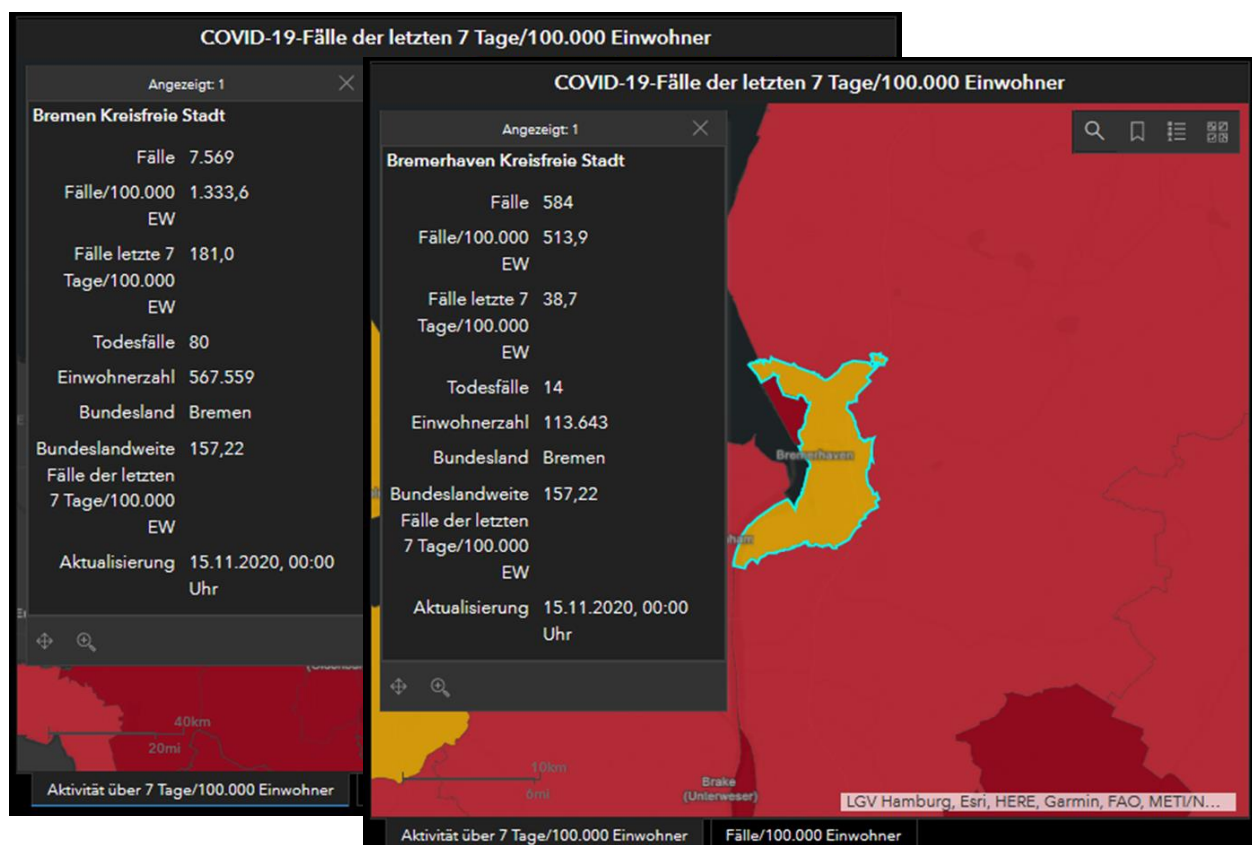 COVID-19-Fälle der letzten 7 Tage/100.000 Einwohner
Angezeigt: 1
Bremen Kreisfreie Stadt
Fälle 7.569
Fälle/100.000 1.333,6
EW
Fälle letzte 7 181,0
Tage/100.000
EW
Todesfälle 80
Einwohnerzahl 567.559
Bundesland Bremen
Bundeslandweite 157,22
Fälle der letzten
7 Tage/100.000
EW
Aktualisierung 15.11.2020, 00:00
Uhr
40km
20mi
Aktivität über 7 Tage/100.000 Einwohner
COVID-19-Fälle der letzten 7 Tage/100.000 Einwohner
Angezeigt: 1
Bremerhaven Kreisfreie Stadt
Fälle 584
Fälle/100.000 513,9
EW
Fälle letzte 7 38,7
Tage/100.000
EW
Todesfälle 14
Einwohnerzahl 113.643
Bundesland Bremen
Bundeslandweite 157,22
Fälle der letzten
7 Tage/100.000
EW
Aktualisierung 15.11.2020, 00:00
Uhr
Bremerhaven
10km
6mi
Brake
(Unterweser)
LGV Hamburg, Esri, HERE, Garmin, FAO, METI/N...
Aktivität über 7 Tage/100.000 Einwohner
Fälle/100.000 Einwohner